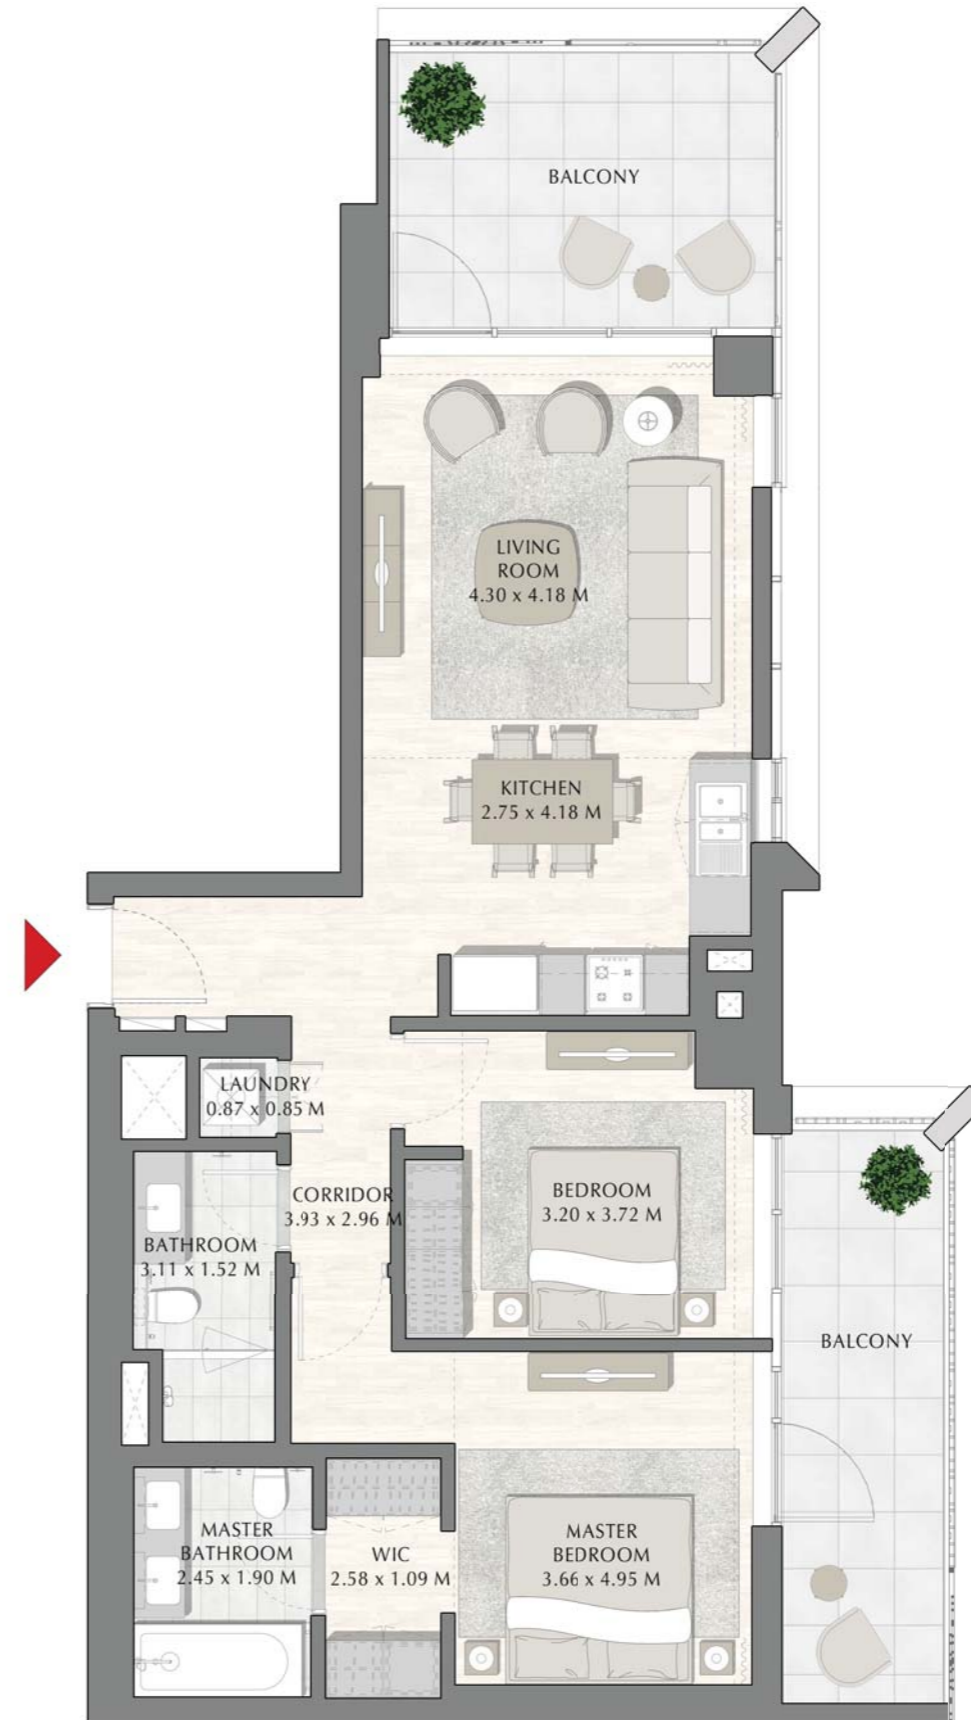 BALCONY
LIVING
ROOM
4.30 x 4.18 M
KITCHEN
2.75 x 4.18 M
LAUNDRY
0.87 x 0.85 M
CORRIDOR
3.93 x 2.96 M
BEDROOM
3.20 x 3.72 M
BATHROOM
3.11 x 1.52 M
BALCONY
MASTER
BATHROOM
2.45 x 1.90 M
WIC
2.58 x 1.09 M
MASTER
BEDROOM
3.66 x 4.95 M